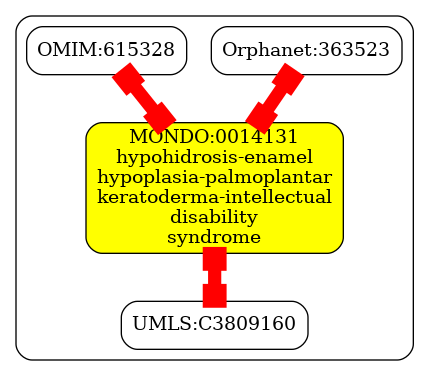 OMIM:615328
Orphanet:363523
MONDO:0014131
hypohidrosis-enamel
hypoplasia-palmoplantar
keratoderma-intellectual
disability
syndrome
UMLS:C3809160